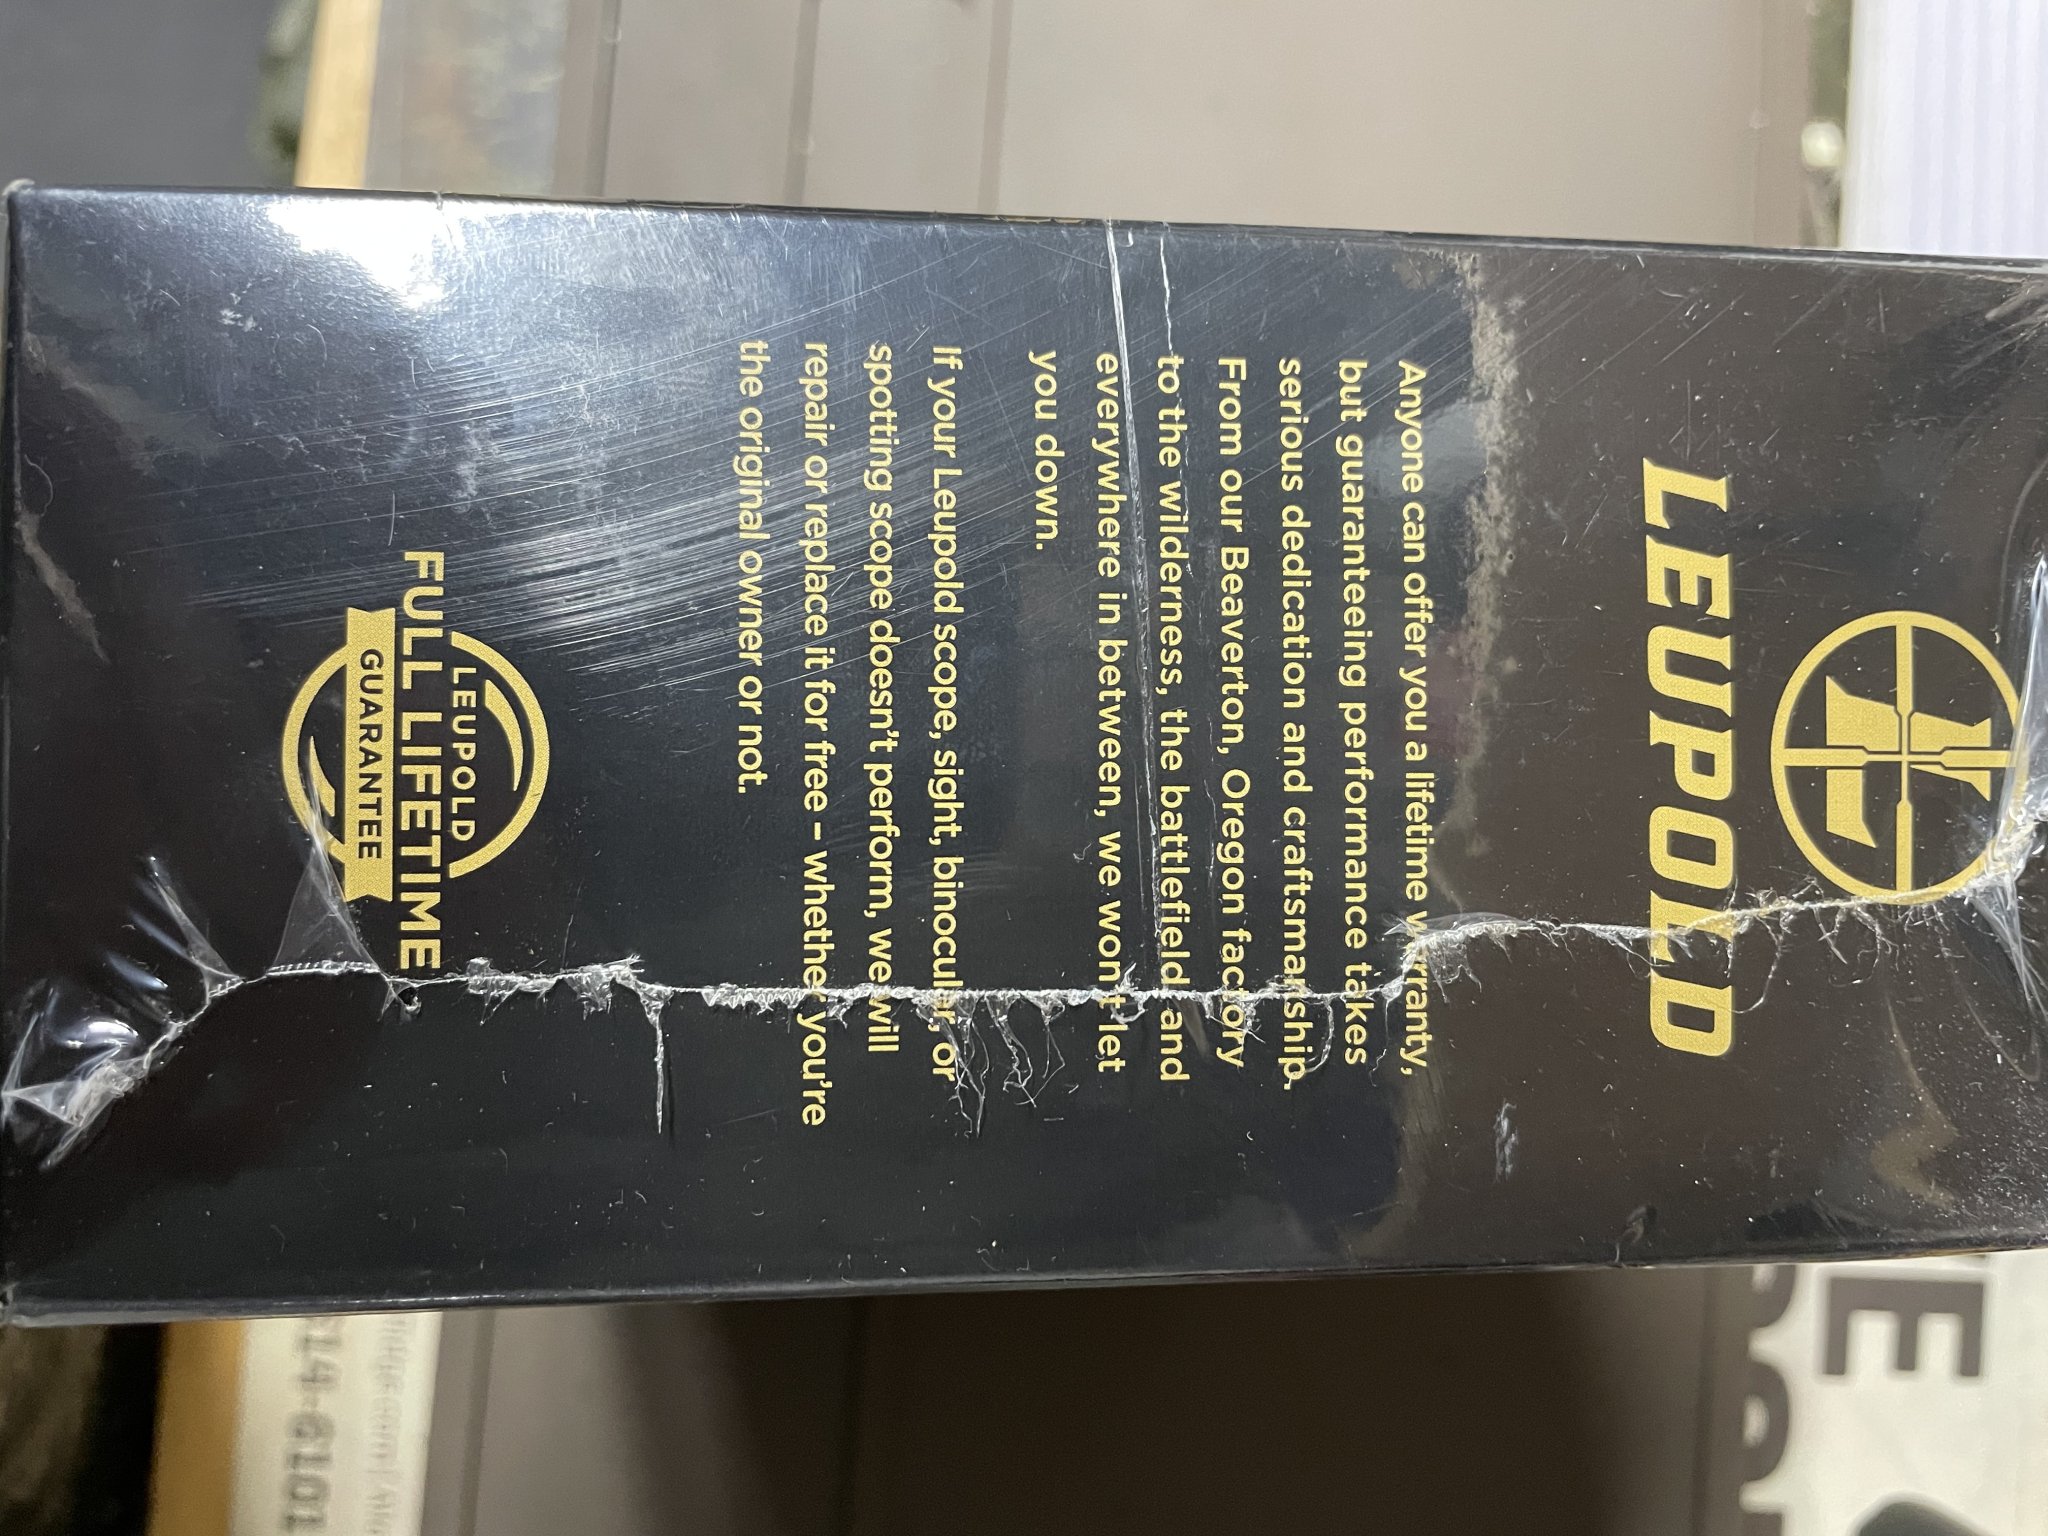 LEUPOLD
Anyone can offer you a lifetime warranty,
but guaranteeing performance takes
serious dedication and craftsmanship.
From our Beaverton, Oregon factory
to the wilderness, the battlefield, and
everywhere in between, we won't let
you down.
If your Leupold scope, sight, binocular, or
spotting scope doesn't perform, we will
repair or replace it for free – whether you're
the original owner or not.
LEUPOLD
FULL LIFETIME
GUARANTEE
14-6101